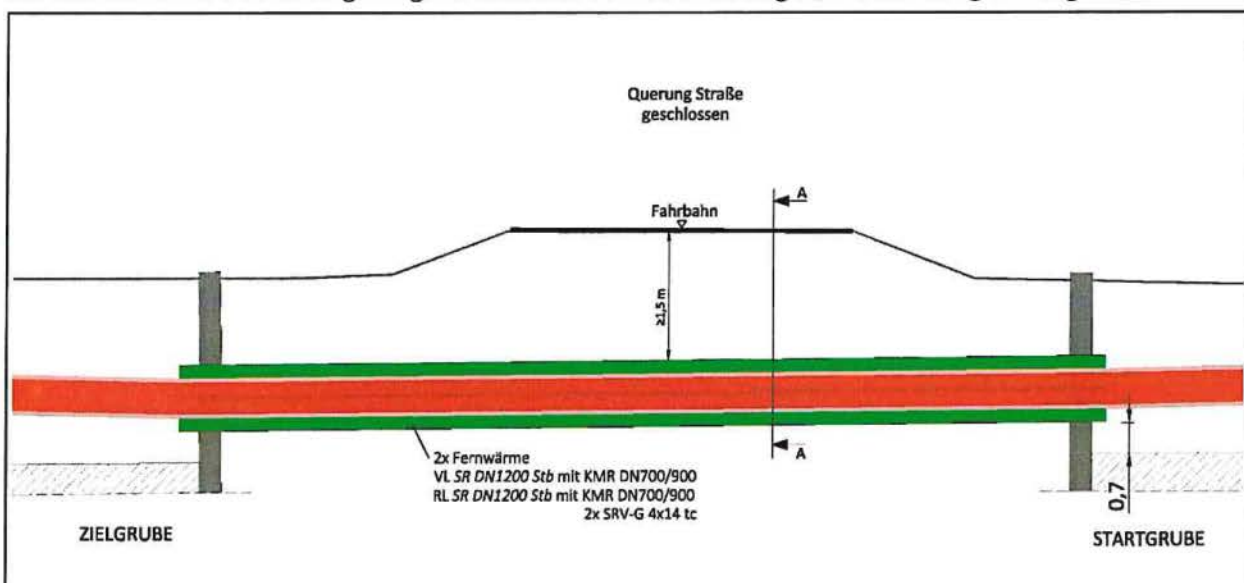 Querung Straße
geschlossen
A
Fahrbahn
≥1,5 m
A
2x Fernwärme
VL SR DN1200 Stb mit KMR DN700/900
RL SR DN1200 Stb mit KMR DN700/900
2x SRV-G 4x14 tc
0,7
ZIELGRUBE
STARTGRUBE